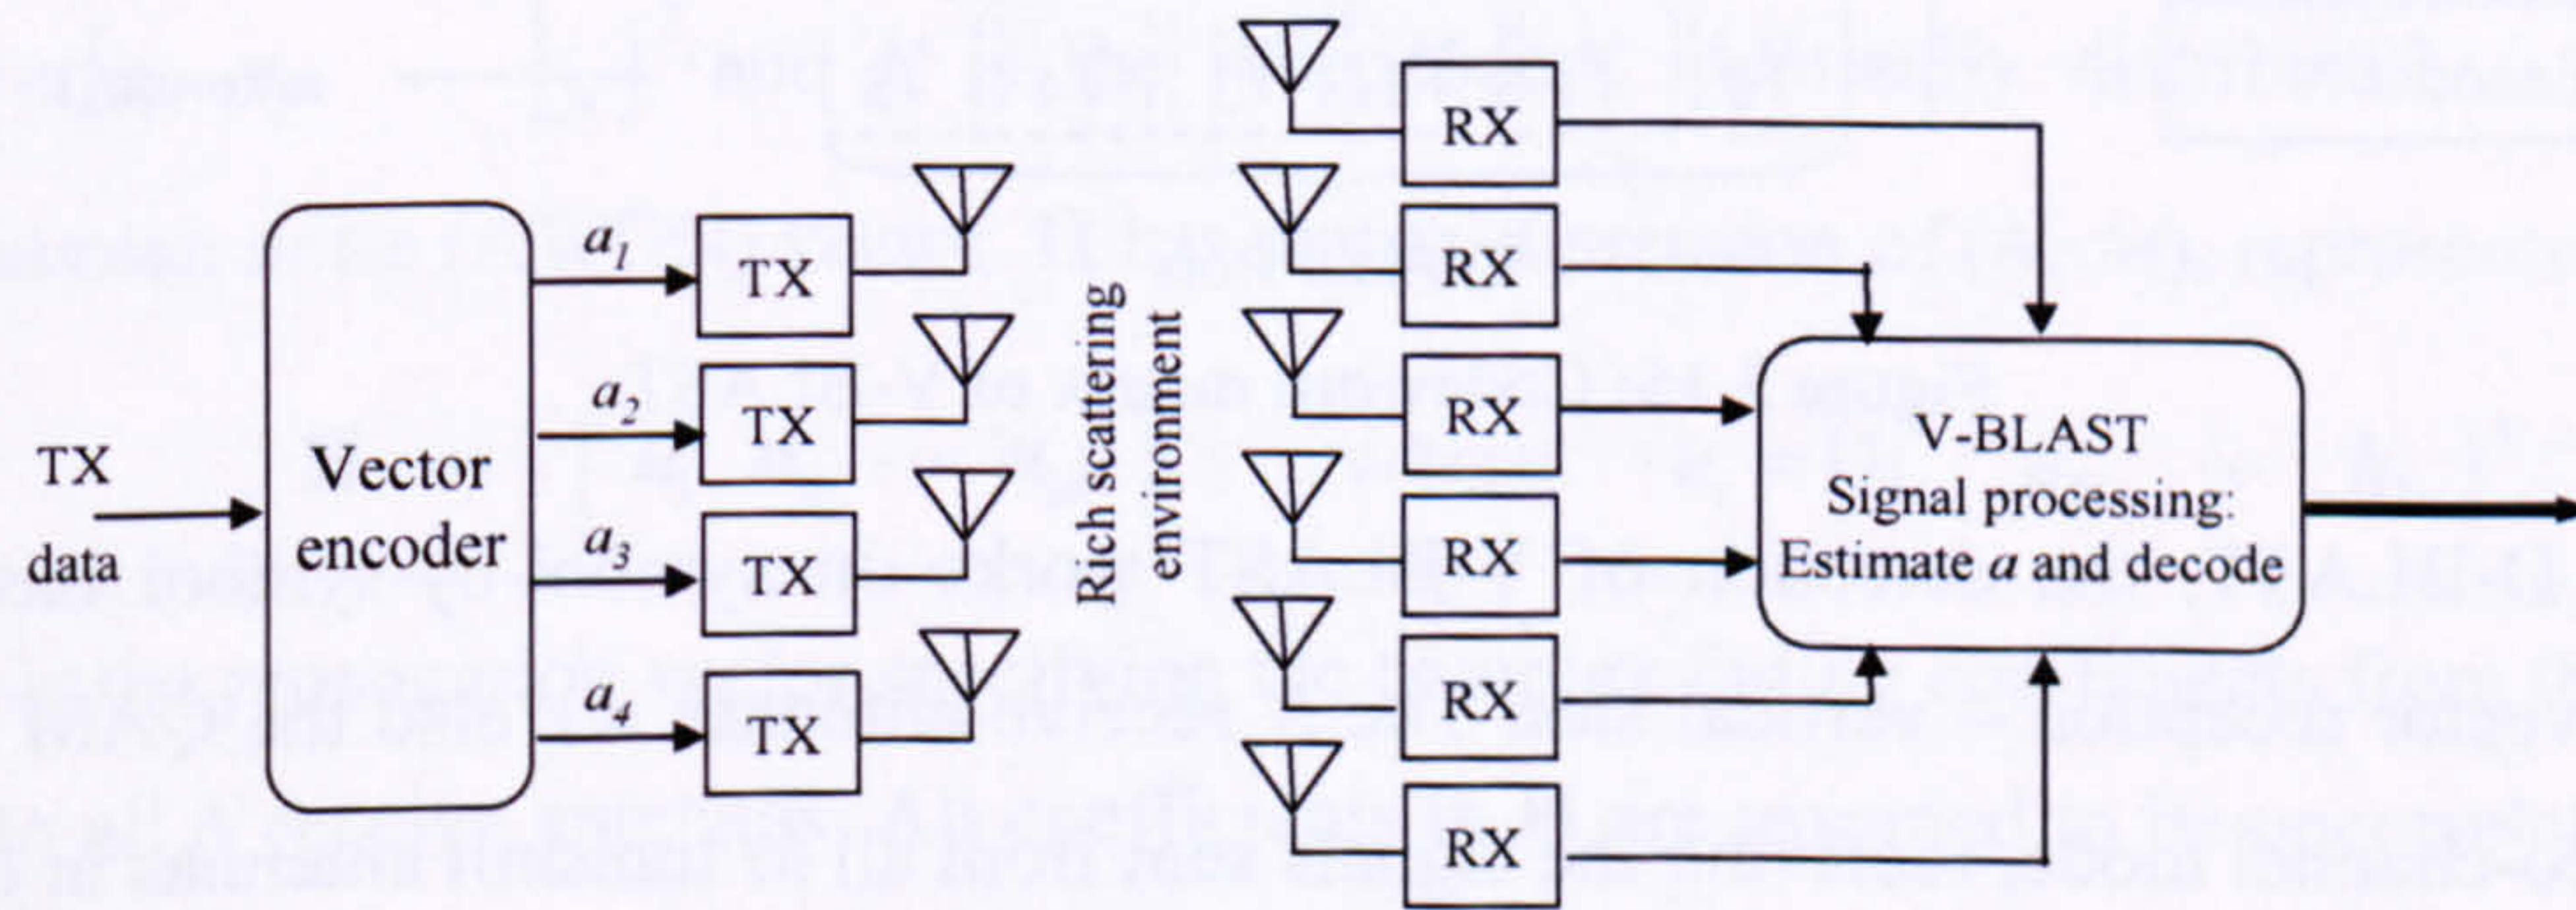 TX
data
Vector
encoder
a1
a2
a3
a4
TX
TX
TX
TX
Rich scattering
environment
RX
RX
RX
RX
RX
RX
V-BLAST
Signal processing:
Estimate a and decode